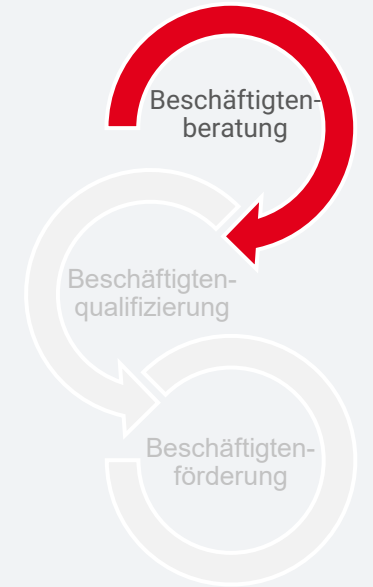 Beschäftigten-
beratung
Beschäftigten-
qualifizierung
Beschäftigten-
förderung